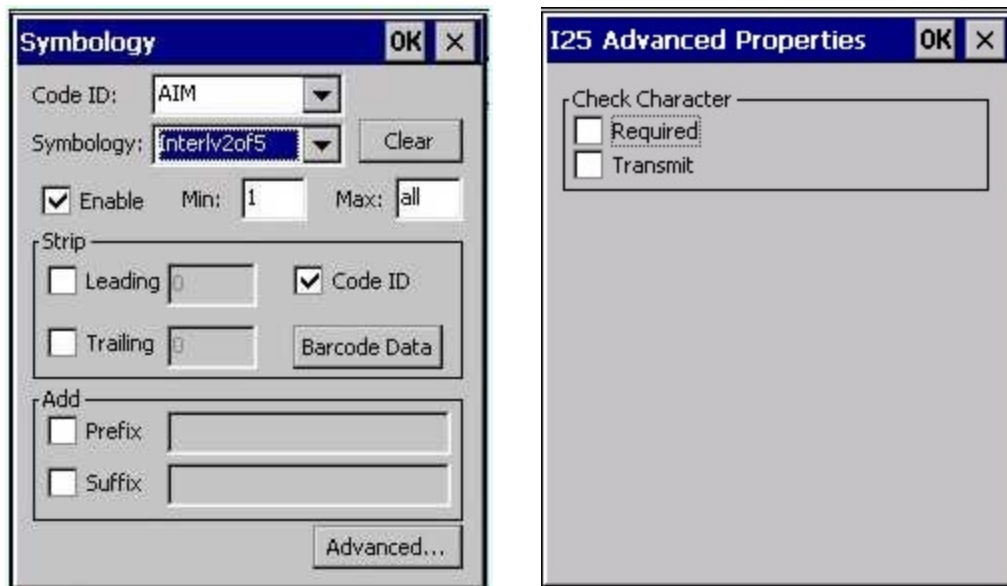 Symbology OK ×
Code ID: AIM
Symbology: Interlv2of5 Clear
Enable Min: 1 Max: all
Strip
Leading 0 Code ID
Trailing 0 Barcode Data
Add
Prefix
Suffix
Advanced...
I25 Advanced Properties OK ×
Check Character
Required
Transmit